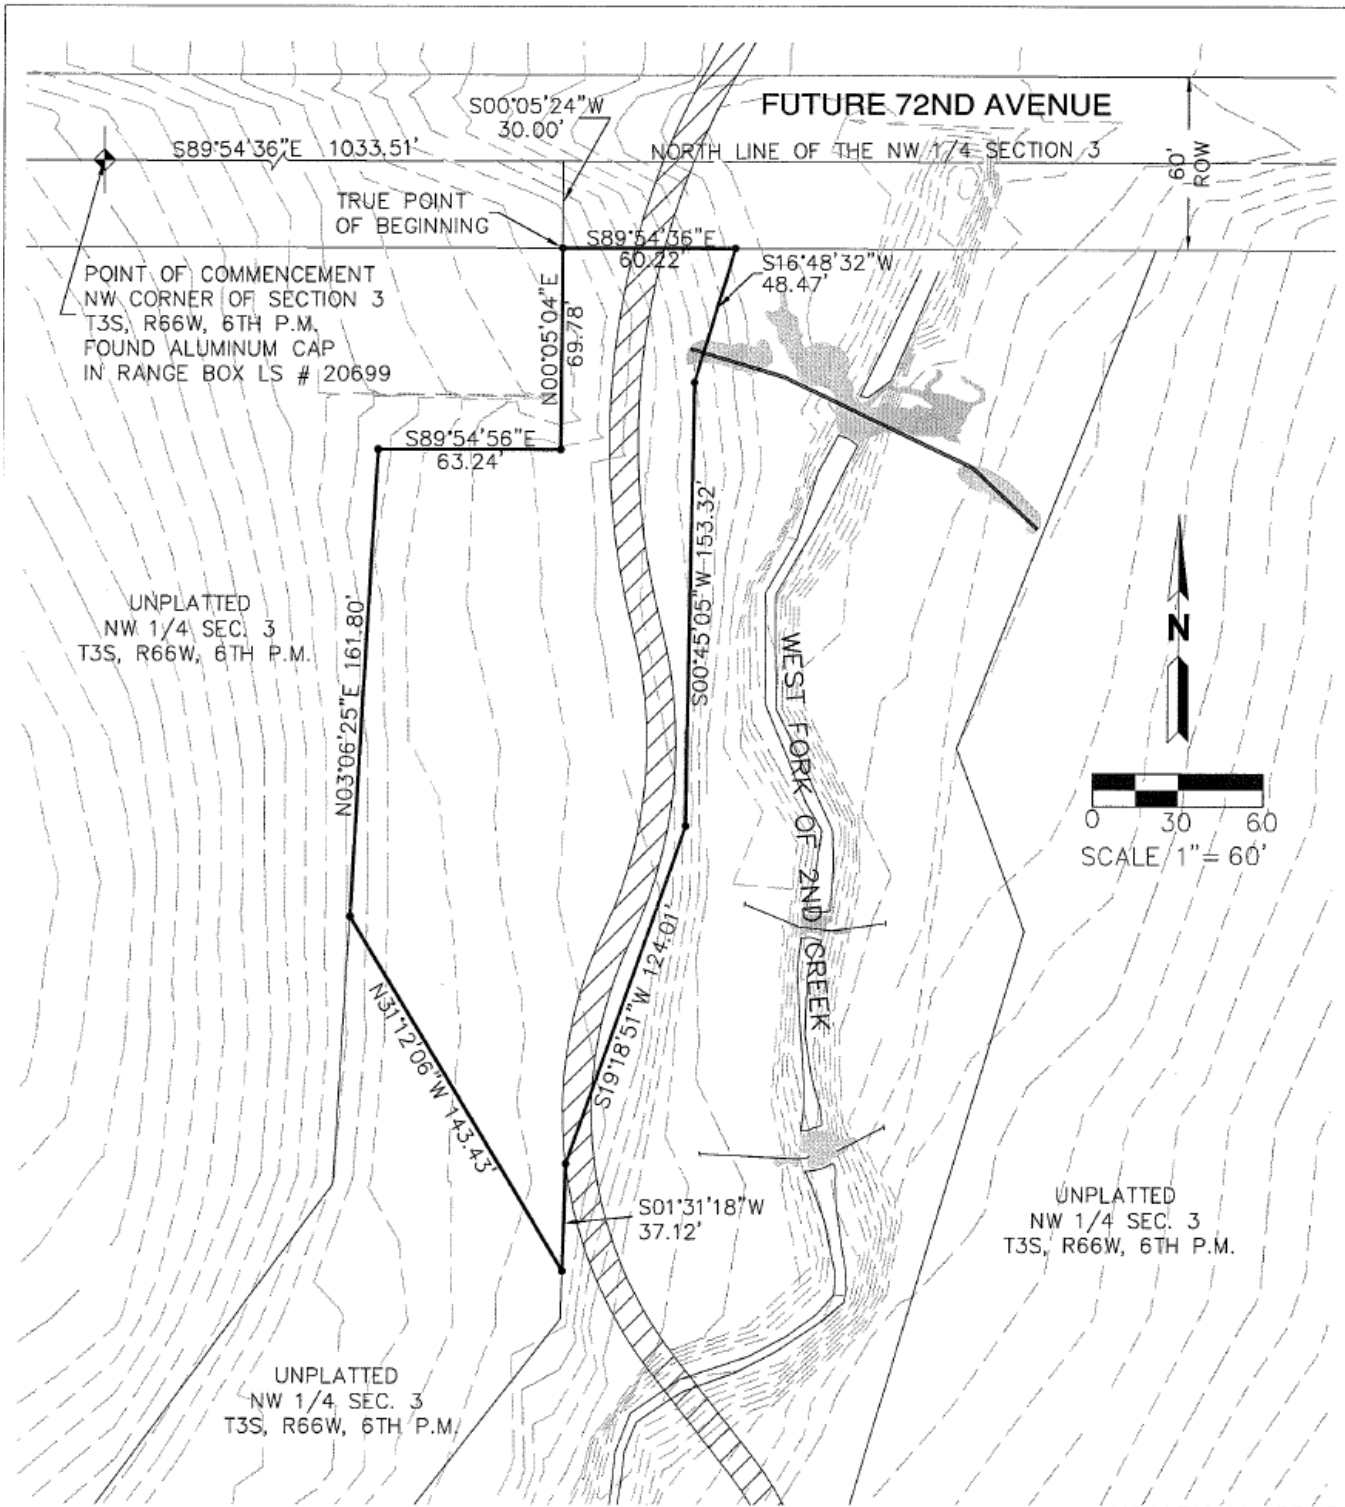 FUTURE 72ND AVENUE
S00°05'24"W
30.00'
S89°54'36"E 1033.51'
NORTH LINE OF THE NW 1/4 SECTION 3
60'
ROW
TRUE POINT
OF BEGINNING
S89°54'36"E
60.22'
S16°48'32"W
48.47'
POINT OF COMMENCEMENT
NW CORNER OF SECTION 3
T3S, R66W, 6TH P.M.
FOUND ALUMINUM CAP
IN RANGE BOX LS # 20699
N00°05'04"E
69.78'
S89°54'56"E
63.24'
S00°45'05"W 153.32'
UNPLATTED
NW 1/4 SEC. 3
T3S, R66W, 6TH P.M.
N03°06'25"E 161.80'
WEST FORK OF 2ND CREEK
N
0 30 60
SCALE 1"= 60'
S19°18'51"W 124.01'
N31°12'06"W 143.43'
S01°31'18"W
37.12'
UNPLATTED
NW 1/4 SEC. 3
T3S, R66W, 6TH P.M.
UNPLATTED
NW 1/4 SEC. 3
T3S, R66W, 6TH P.M.